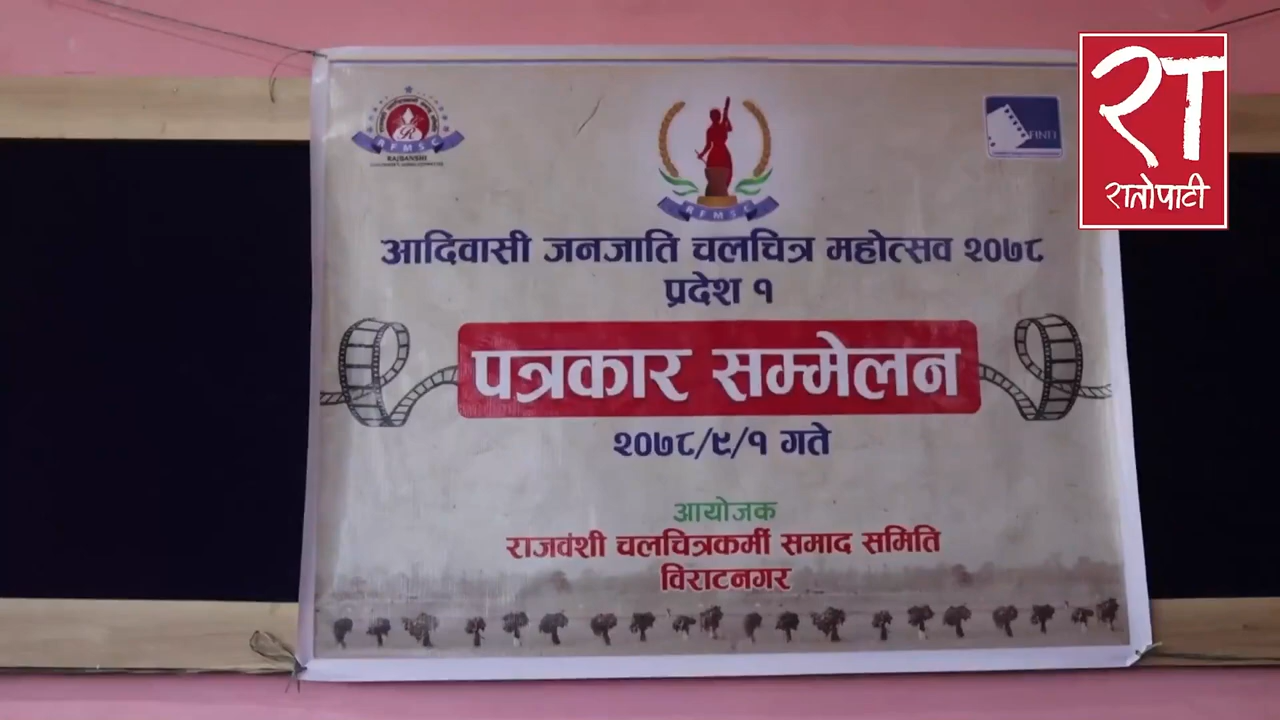 RFMSC
RAJBANSHI
RFMSC
रा
रातोपाटी
आदिवासी जनजाति चलचित्र महोत्सव २०७८
प्रदेश १
पत्रकार सम्मेलन
२०७८/९/१ गते
आयोजक
राजवंशी चलचित्रकर्मी समाद समिति
विराटनगर